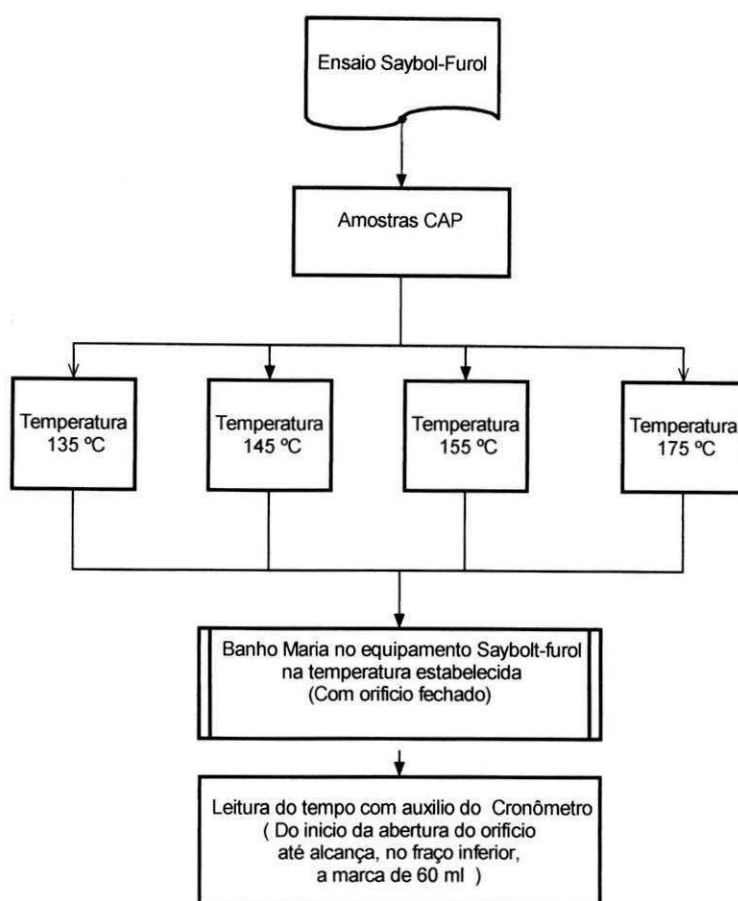 Ensaio Saybol-Furol
Amostras CAP
Temperatura
135 ºC
Temperatura
145 ºC
Temperatura
155 ºC
Temperatura
175 ºC
Banho Maria no equipamento Saybolt-furol
na temperatura estabelecida
(Com orificio fechado)
Leitura do tempo com auxilio do Cronômetro
( Do inicio da abertura do orifício
até alcança, no fraço inferior,
a marca de 60 ml )